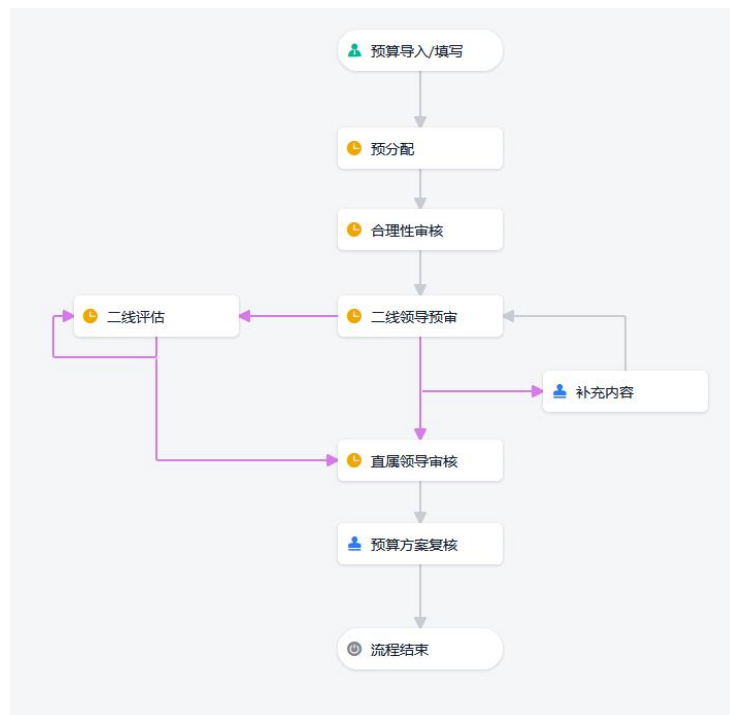 预算导入/填写
预分配
合理性审核
二线评估
二线领导预审
补充内容
直属领导审核
预算方案复核
流程结束